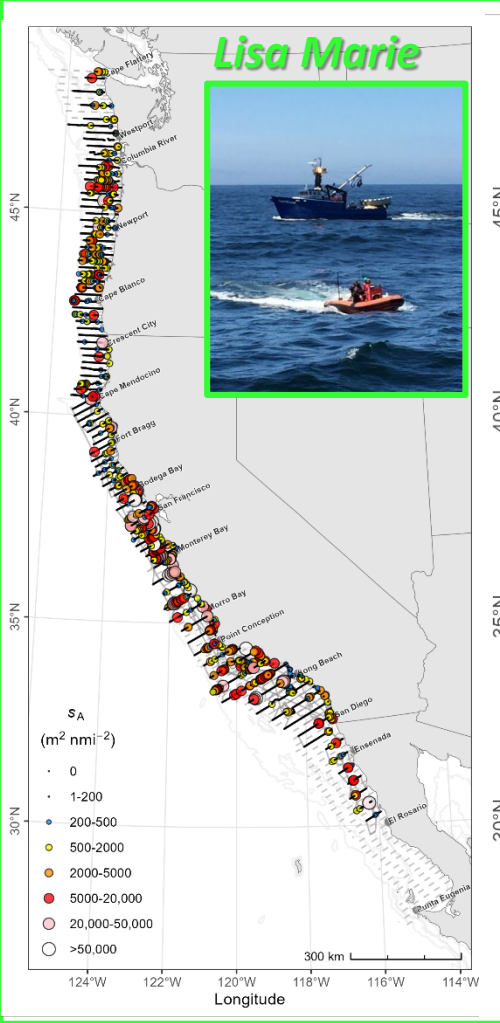 Lisa Marie
Cape Flattery
Westport
Columbia River
45°N
45°N
Newport
Cape Blanco
Crescent City
Cape Mendocino
40°N
40°N
Fort Bragg
Bodega Bay
San Francisco
Monterey Bay
35°N
35°N
Morro Bay
Point Conception
Long Beach
San Diego
Ensenada
30°N
30°N
El Rosario
Punta Eugenia
sA
(m² nmi⁻²)
0
1-200
200-500
500-2000
2000-5000
5000-20,000
20,000-50,000
>50,000
300 km
124°W 122°W 120°W 118°W 116°W 114°W
Longitude